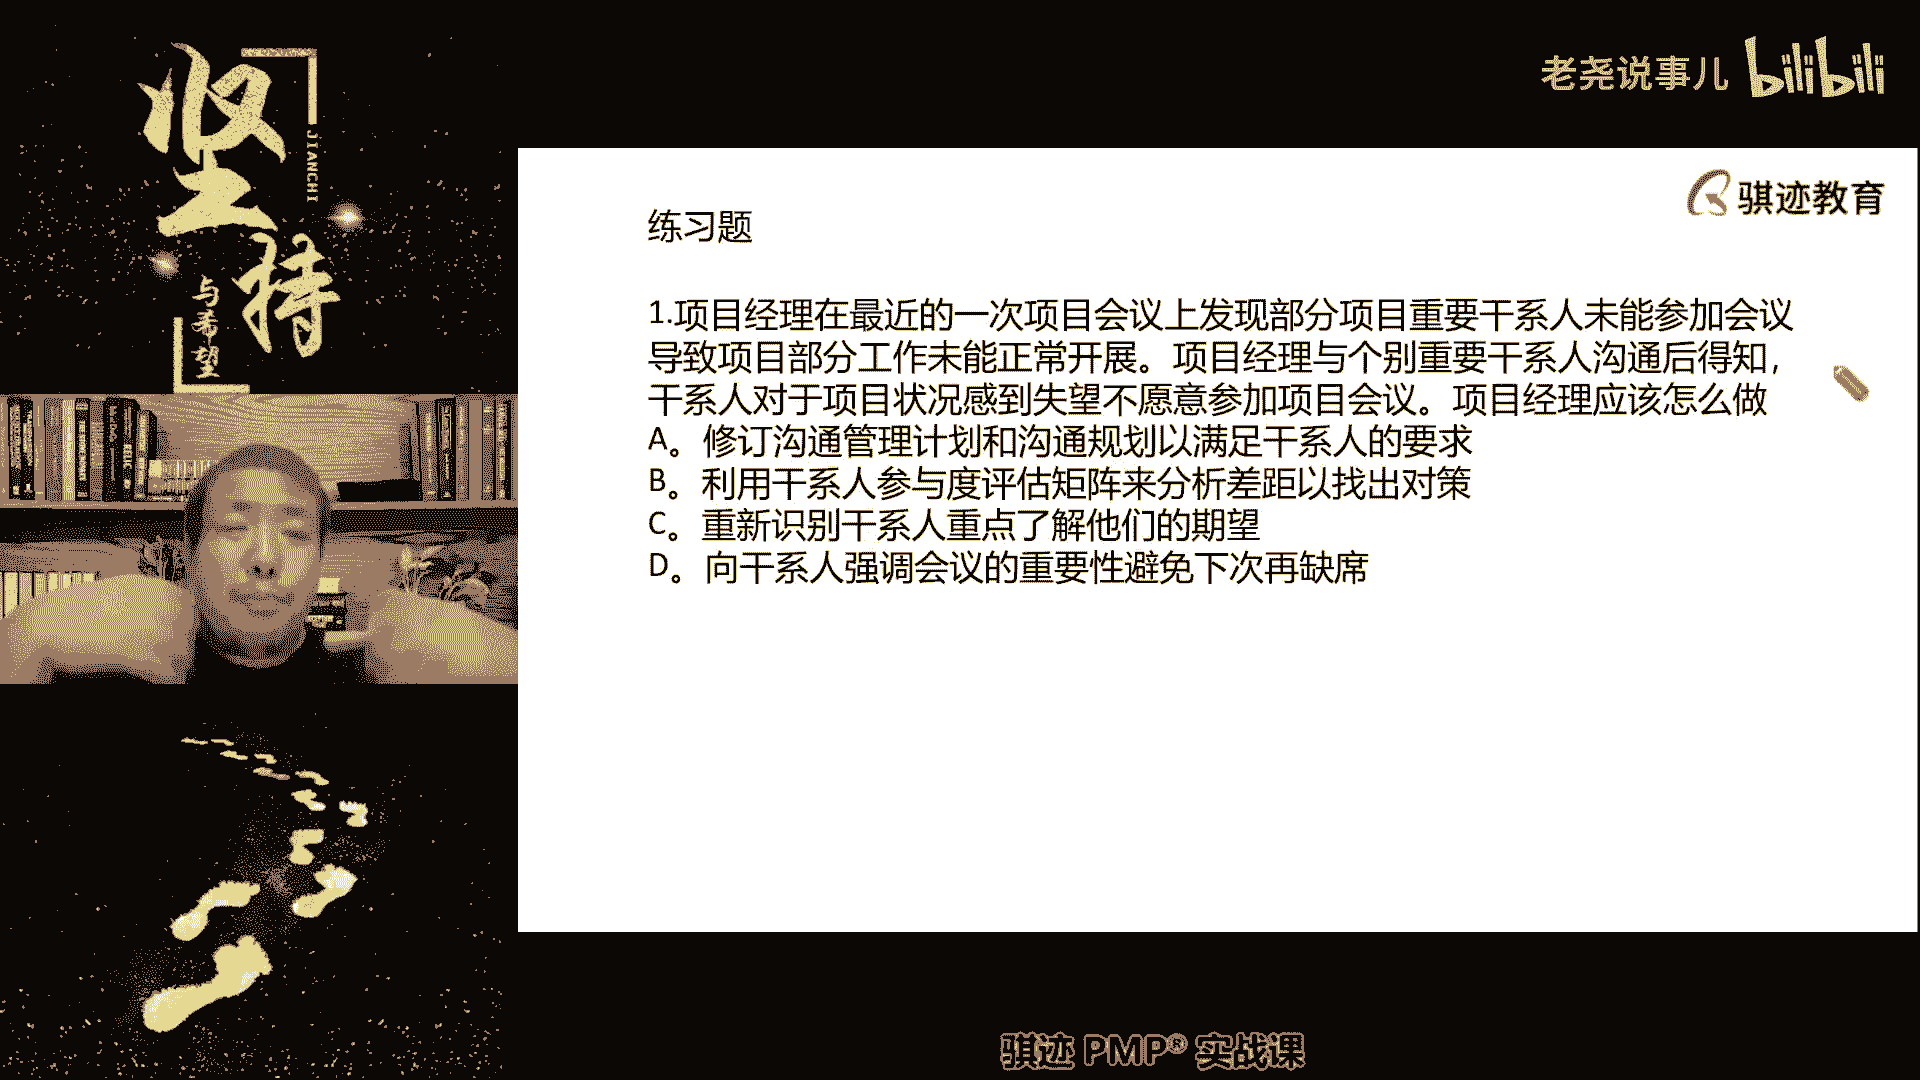 坚持
JIANCHI
与希望
老尧说事儿 bilibili
骐迹教育
练习题
1.项目经理在最近的一次项目会议上发现部分项目重要干系人未能参加会议
导致项目部分工作未能正常开展。项目经理与个别重要干系人沟通后得知，
干系人对于项目状况感到失望不愿意参加项目会议。项目经理应该怎么做
A。修订沟通管理计划和沟通规划以满足干系人的要求
B。利用干系人参与度评估矩阵来分析差距以找出对策
C。重新识别干系人重点了解他们的期望
D。向干系人强调会议的重要性避免下次再缺席
骐迹 PMP® 实战课